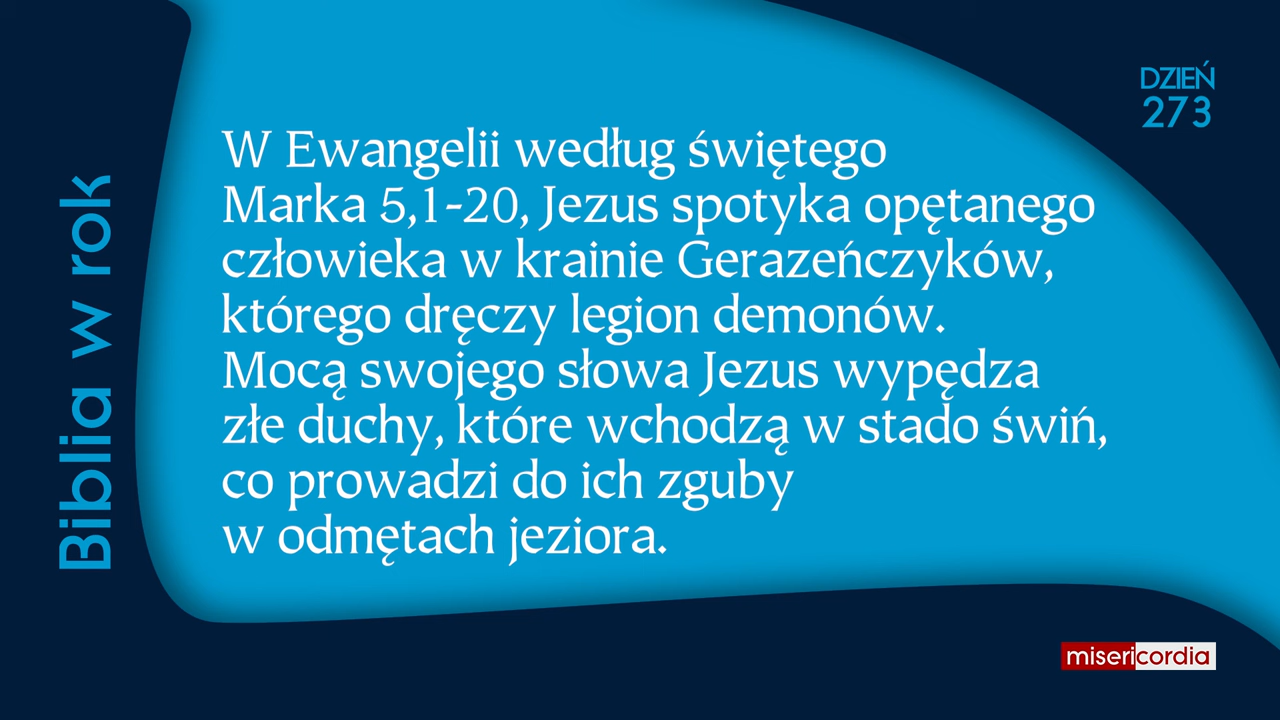 Biblia w rok
DZIEŃ
273
W Ewangelii według świętego
Marka 5,1-20, Jezus spotyka opętanego
człowieka w krainie Gerazeńczyków,
którego dręczy legion demonów.
Mocą swojego słowa Jezus wypędza
złe duchy, które wchodzą w stado świń,
co prowadzi do ich zguby
w odmętach jeziora.
misericordia